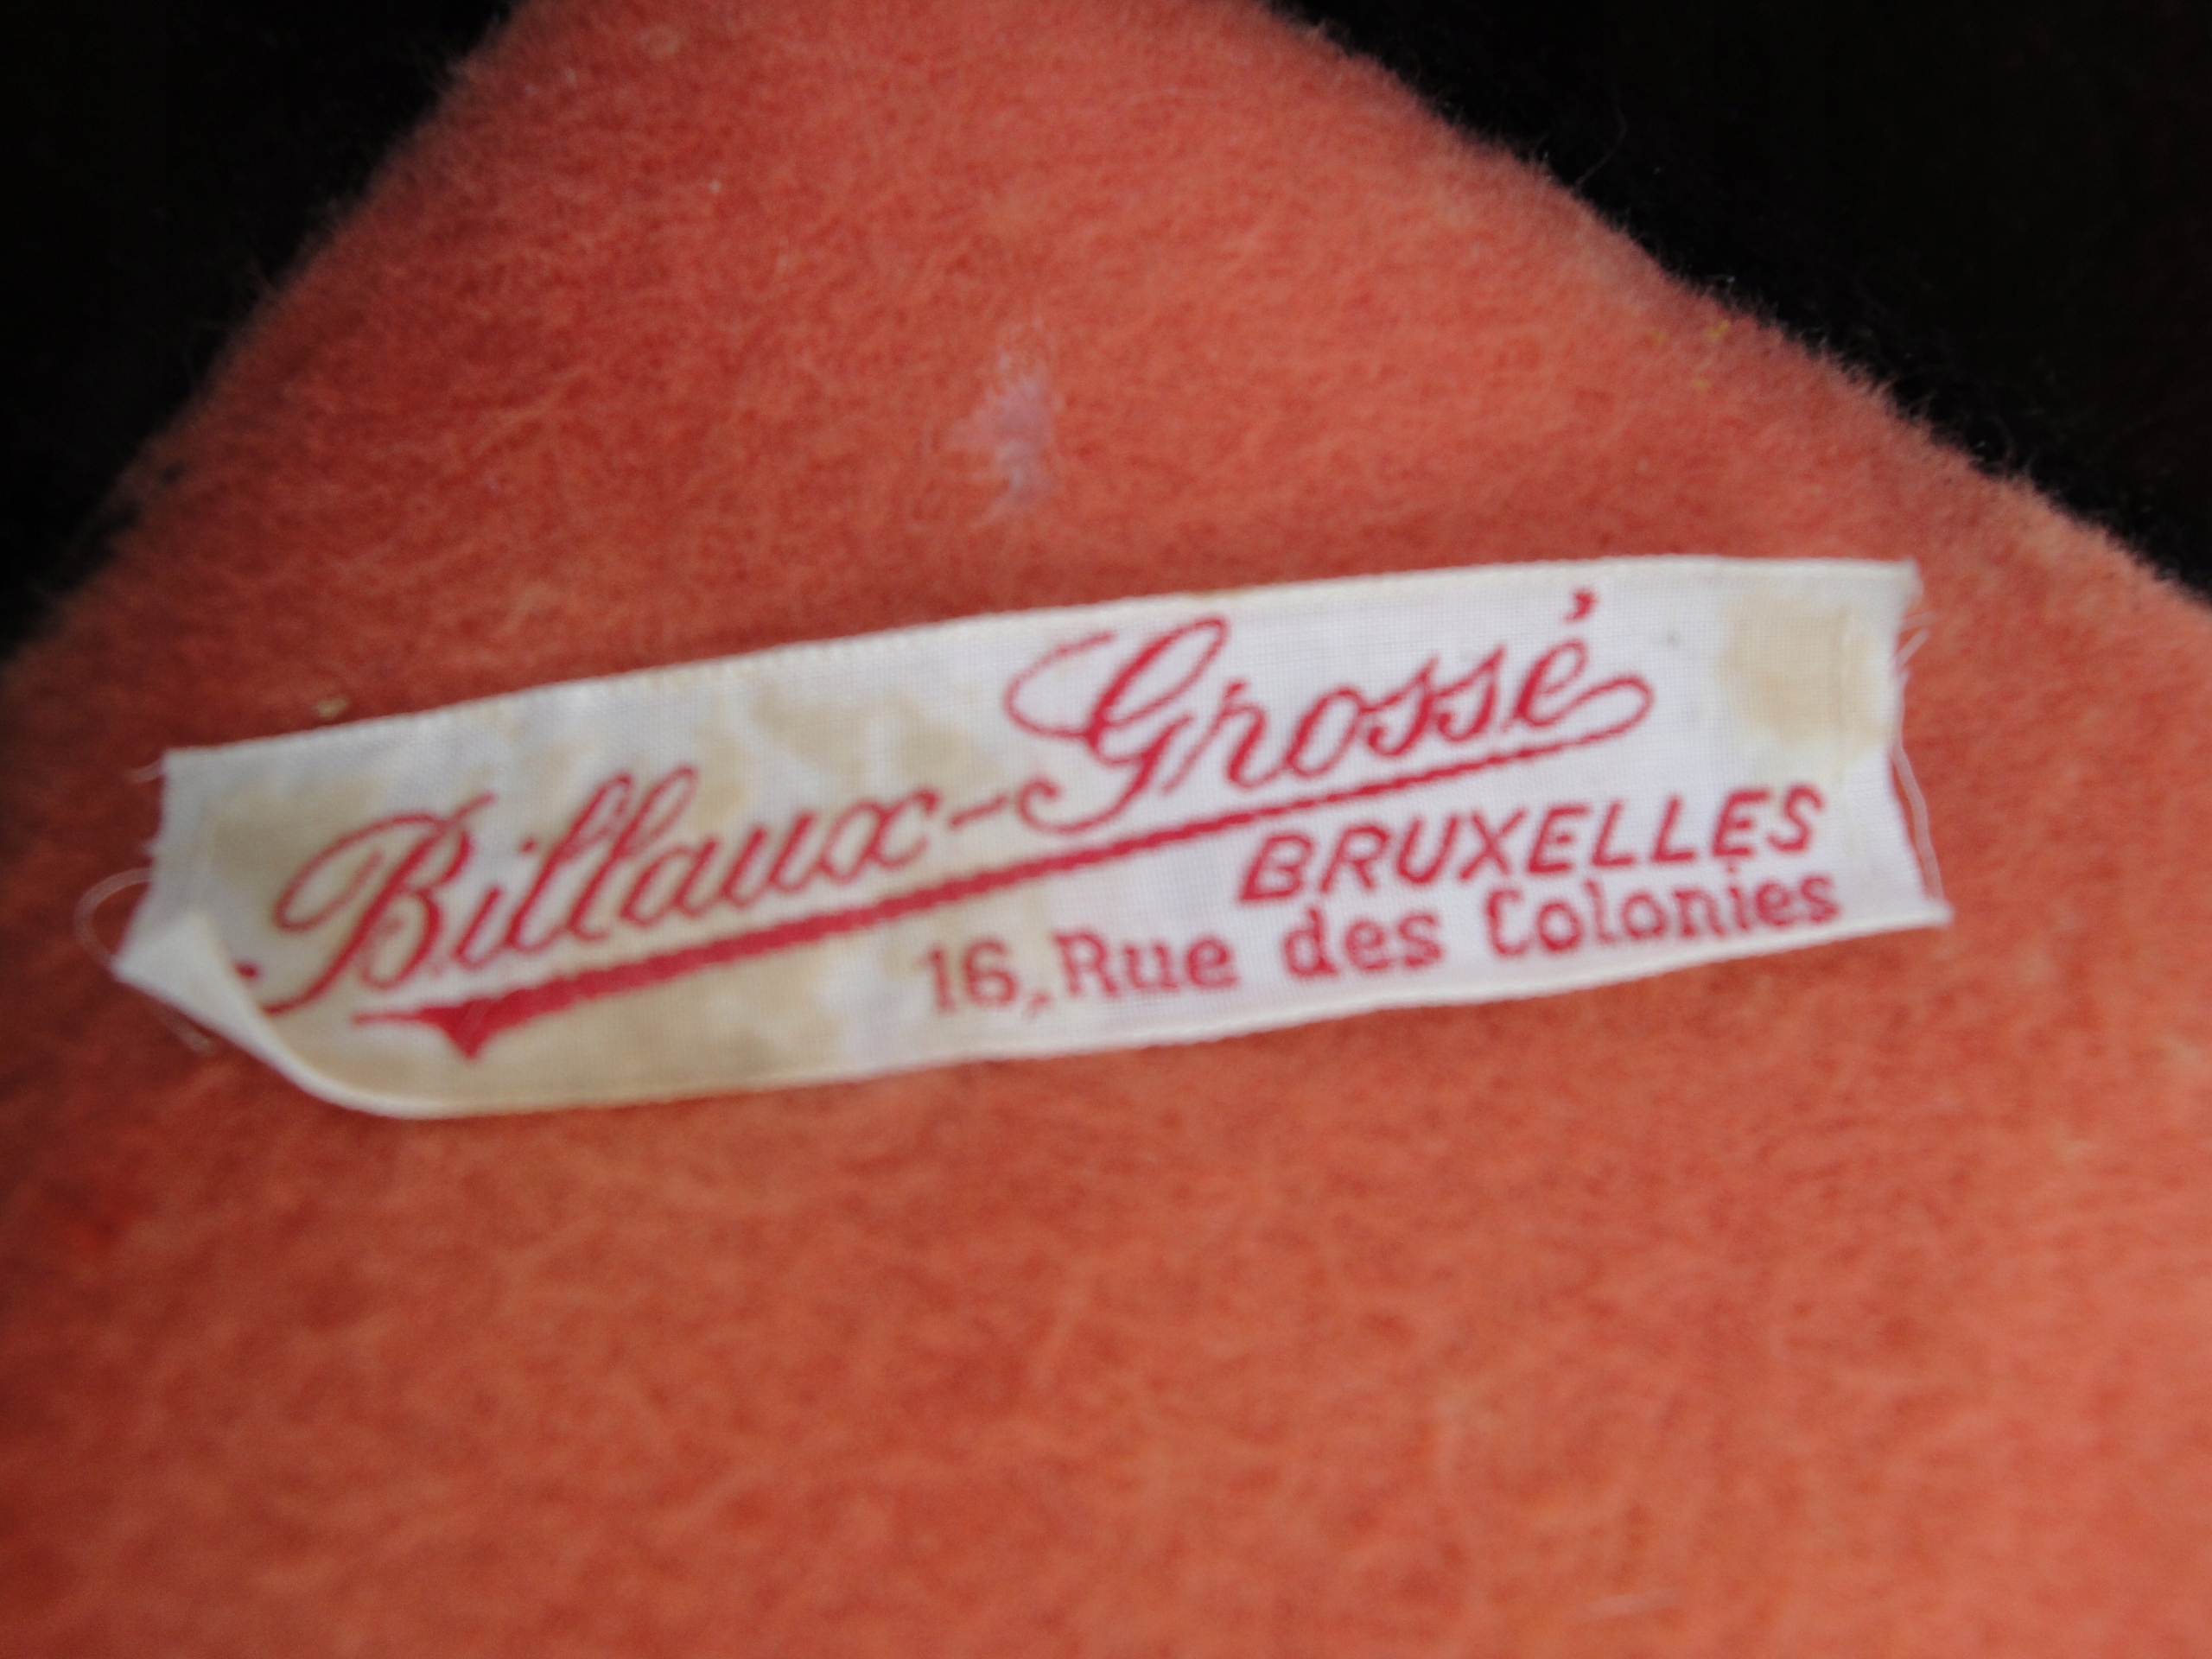 Billaux-Grossé
BRUXELLES
16, Rue des Colonies